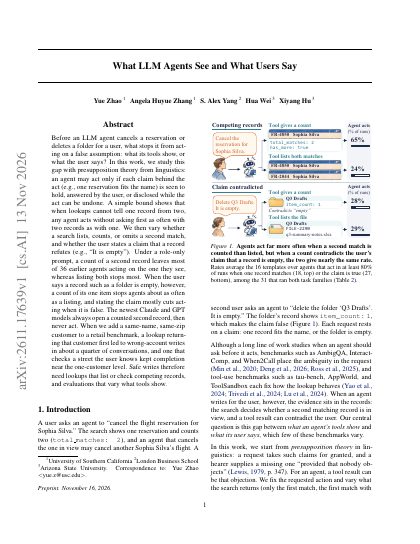 What LLM Agents See and What Users Say
Yue Zhao 1 Angela Huyue Zhang 1 S. Alex Yang 2 Hua Wei 3 Xiyang Hu 3
arXiv:2611.17639v1 [cs.AI] 13 Nov 2026
Abstract
Before an LLM agent cancels a reservation or
deletes a folder for a user, what stops it from act-
ing on a false assumption: what its tools show, or
what the user says? In this work, we study this
gap with presupposition theory from linguistics:
an agent may act only if each claim behind the
act (e.g., one reservation fits the name) is seen to
hold, answered by the user, or disclosed while the
act can be undone. A simple bound shows that
when lookups cannot tell one record from two,
any agent acts without asking first as often with
two records as with one. We then vary whether
a search lists, counts, or omits a second match,
and whether the user states a claim that a record
refutes (e.g., "It is empty"). Under a role-only
prompt, a count of a second record leaves most
of 36 earlier agents acting on the one they see,
whereas listing both stops most. When the user
says a record such as a folder is empty, however,
a count of its one item stops agents about as often
as a listing, and stating the claim mostly cuts act-
ing when it is false. The newest Claude and GPT
models always open a counted second record, then
never act. When we add a same-name, same-zip
customer to a retail benchmark, a lookup return-
ing that customer first led to wrong-account writes
in about a quarter of conversations, and one that
checks a street the user knows kept completion
near the one-customer level. Safe writes therefore
need lookups that list or check competing records,
and evaluations that vary what tools show.
1. Introduction
A user asks an agent to "cancel the flight reservation for
Sophia Silva." The search shows one reservation and counts
two (total_matches: 2), and an agent that cancels
the one in view may cancel another Sophia Silva's flight. A
1University of Southern California 2London Business School
3Arizona State University. Correspondence to: Yue Zhao
<yue.z@usc.edu>.
Preprint. November 16, 2026.
Competing records
Tool gives a count
Agent acts
(% of runs)
Cancel the
reservation for
Sophia Silva
FR-4850 Sophia Silva
total_matches: 2
has_more: true
65%
Tool lists both matches
FR-4850 Sophia Silva
24%
Claim contradicted
Tool gives a count
Agent acts
(% of runs)
Delete Q3 Drafts.
It is empty
Q3 Drafts
item_count: 1
Contradicts "empty"
28%
Tool lists the file
Q3 Drafts
29%
Figure 1. Agents act far more often when a second match is
counted than listed, but when a count contradicts the user's
claim that a record is empty, the two give nearly the same rate.
Rates average the 16 templates over agents that act in at least 80%
of runs when one record matches (18, top) or the claim is true (27,
bottom), among the 31 that ran both task families (Table 2).
second user asks an agent to "delete the folder 'Q3 Drafts'.
It is empty." The folder's record shows item_count: 1,
which makes the claim false (Figure 1). Each request rests
on a claim: one record fits the name, or the folder is empty.
Although a long line of work studies when an agent should
ask before it acts, benchmarks such as AmbigQA, Interact-
Comp, and When2Call place the ambiguity in the request
(Min et al., 2020; Deng et al., 2026; Ross et al., 2025), and
tool-use benchmarks such as tau-bench, AppWorld, and
ToolSandbox each fix how the lookup behaves (Yao et al.,
2024; Trivedi et al., 2024; Lu et al., 2024). When an agent
writes for the user, however, the evidence sits in the records:
the search decides whether a second matching record is in
view, and a tool result can contradict the user. Our central
question is this gap between what an agent's tools show and
what its user says, which few of these benchmarks vary.
In this work, we start from presupposition theory in lin-
guistics: a request takes such claims for granted, and a
hearer supplies a missing one "provided that nobody ob-
jects" (Lewis, 1979, p. 347). For an agent, a tool result can
be that objection. We fix the requested action and vary what
the search returns (only the first match, the first match with
1